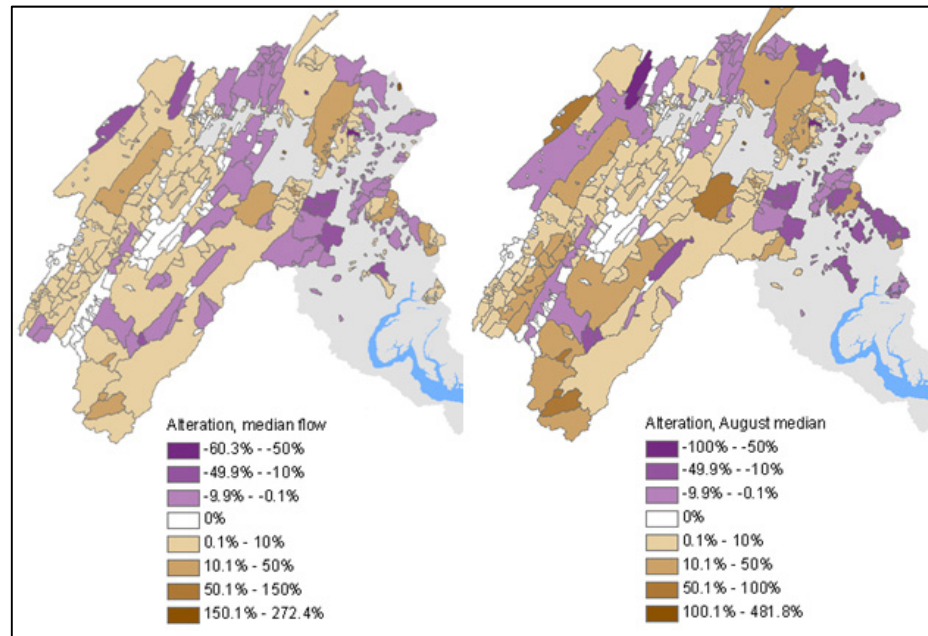 Alteration, median flow
-60.3% - -50%
-49.9% - -10%
-9.9% - -0.1%
0%
0.1% - 10%
10.1% - 50%
50.1% - 150%
150.1% - 272.4%
Alteration, August median
-100% - -50%
-49.9% - -10%
-9.9% - -0.1%
0%
0.1% - 10%
10.1% - 50%
50.1% - 100%
100.1% - 481.8%